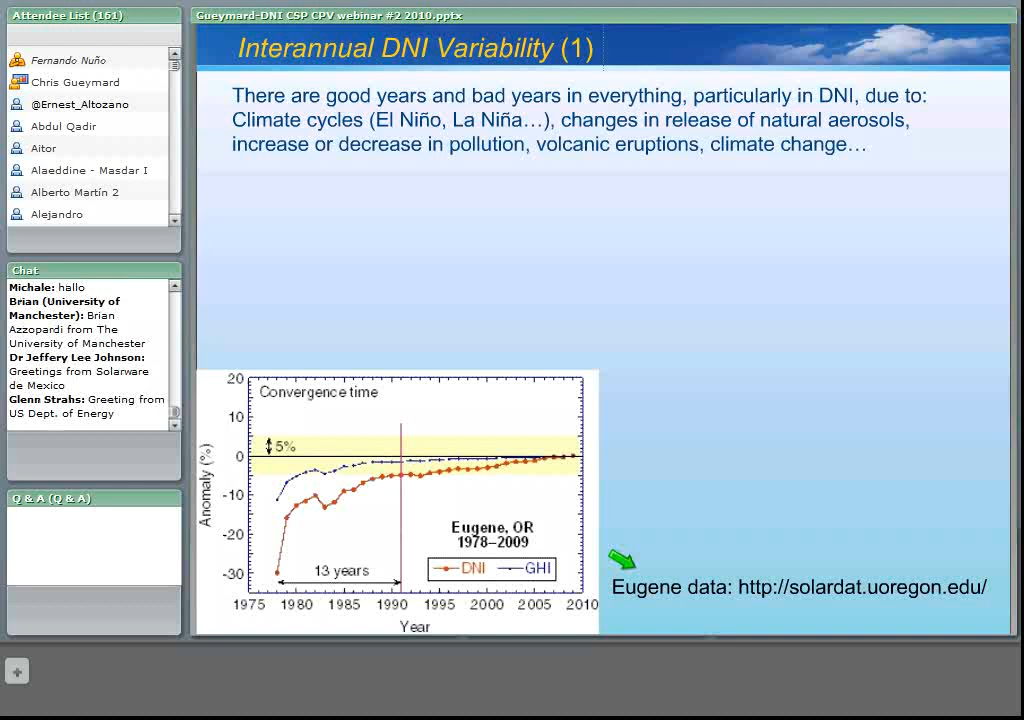 Attendee List (161)
Fernando Nuño
Chris Gueymard
@Ernest_Altozano
Abdul Qadir
Aitor
Alaeddine - Masdar I
Alberto Martín 2
Alejandro
Chat
Michale: hallo
Brian (University of
Manchester): Brian
Azzopardi from The
University of Manchester
Dr Jeffery Lee Johnson:
Greetings from Solarware
de Mexico
Glenn Strahs: Greeting from
US Dept. of Energy
Q & A (Q & A)
Gueymard-DNI CSP CPV webinar #2 2010.pptx
Interannual DNI Variability (1)
There are good years and bad years in everything, particularly in DNI, due to:
Climate cycles (El Niño, La Niña…), changes in release of natural aerosols,
increase or decrease in pollution, volcanic eruptions, climate change…
Convergence time
20
10
0
-10
-20
-30
Anomaly (%)
5%
Eugene, OR
1978–2009
DNI GHI
13 years
1975 1980 1985 1990 1995 2000 2005 2010
Year
Eugene data: http://solardat.uoregon.edu/